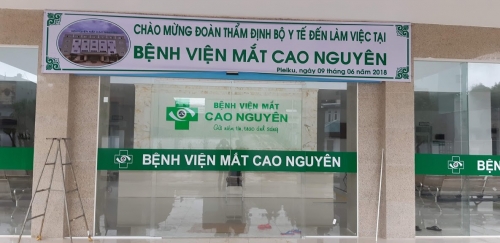 CHÀO MỪNG ĐOÀN THẨM ĐỊNH BỘ Y TẾ ĐẾN LÀM VIỆC TẠI
BỆNH VIỆN MẮT CAO NGUYÊN
Pleiku, ngày 09 tháng 06 năm 2018
BỆNH VIỆN MẮT
CAO NGUYÊN
BỆNH VIỆN MẮT CAO NGUYÊN